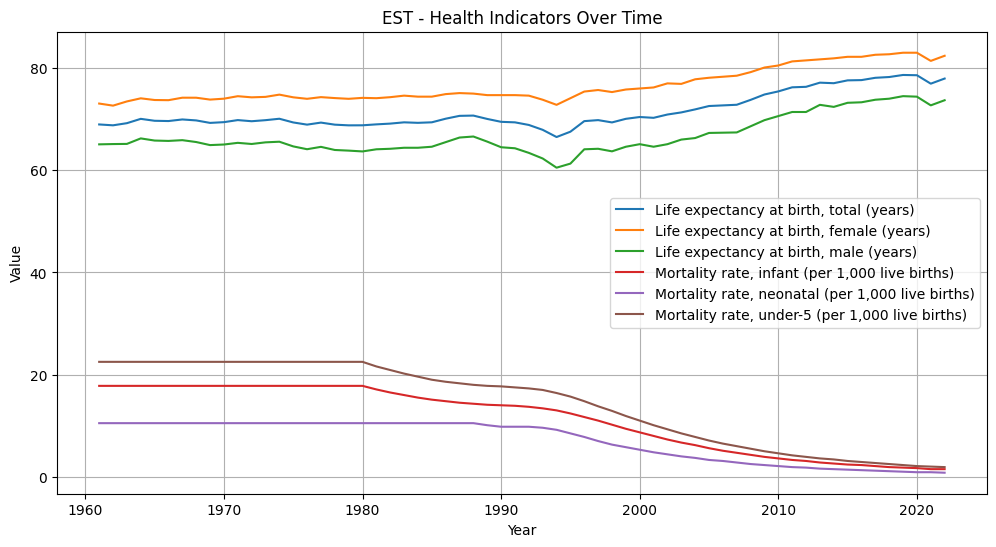 EST - Health Indicators Over Time
80
60
40
20
0
Value
Life expectancy at birth, total (years)
Life expectancy at birth, female (years)
Life expectancy at birth, male (years)
Mortality rate, infant (per 1,000 live births)
Mortality rate, neonatal (per 1,000 live births)
Mortality rate, under-5 (per 1,000 live births)
1960 1970 1980 1990 2000 2010 2020
Year